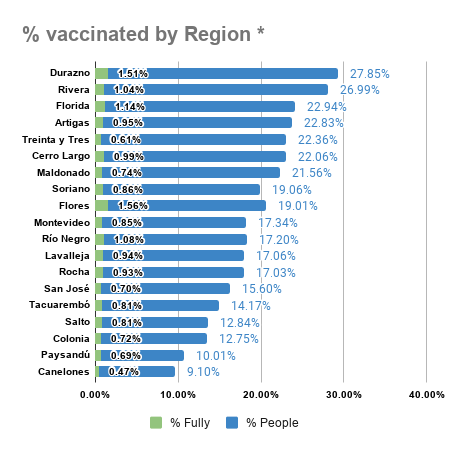 % vaccinated by Region *
Durazno 1.51% 27.85%
Rivera 1.04% 26.99%
Florida 1.14% 22.94%
Artigas 0.95% 22.83%
Treinta y Tres 0.61% 22.36%
Cerro Largo 0.99% 22.06%
Maldonado 0.74% 21.56%
Soriano 0.86% 19.06%
Flores 1.56% 19.01%
Montevideo 0.85% 17.34%
Río Negro 1.08% 17.20%
Lavalleja 0.94% 17.06%
Rocha 0.93% 17.03%
San José 0.70% 15.60%
Tacuarembó 0.81% 14.17%
Salto 0.81% 12.84%
Colonia 0.72% 12.75%
Paysandú 0.69% 10.01%
Canelones 0.47% 9.10%
0.00% 10.00% 20.00% 30.00% 40.00%
% Fully % People